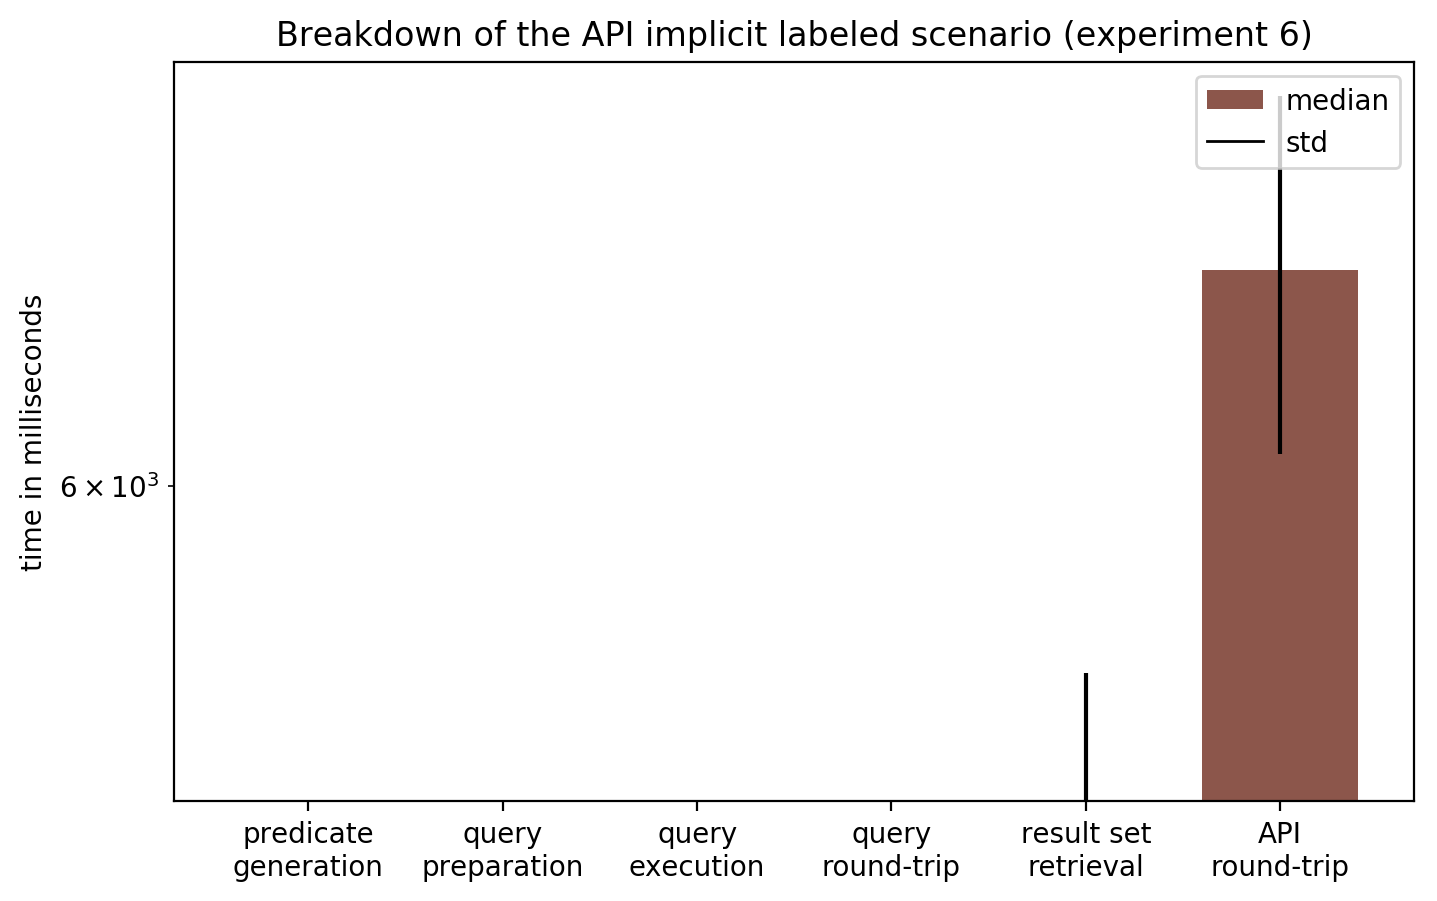 Breakdown of the API implicit labeled scenario (experiment 6)
median
std
time in milliseconds
6 × 10³
predicate
generation
query
preparation
query
execution
query
round-trip
result set
retrieval
API
round-trip